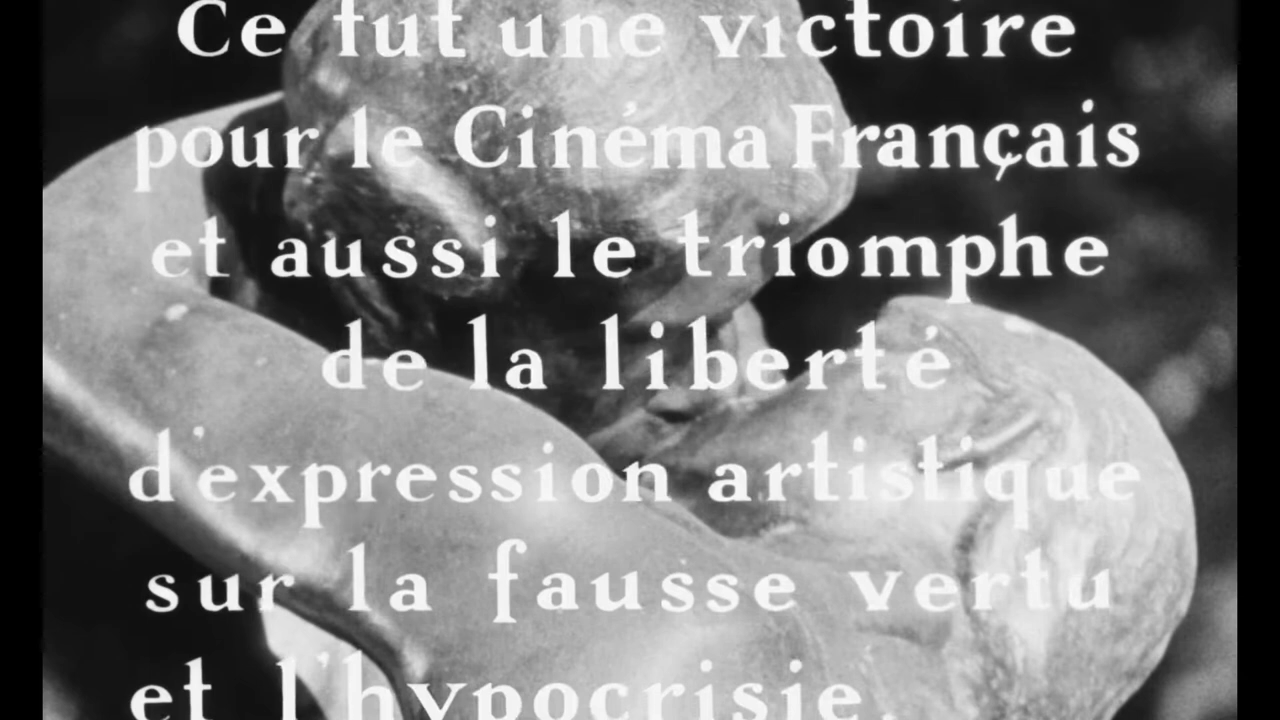 Ce fut une victoire
pour le Cinéma Français
et aussi le triomphe
de la liberté
d'expression artistique
sur la fausse vertu
et l'hypocrisie.